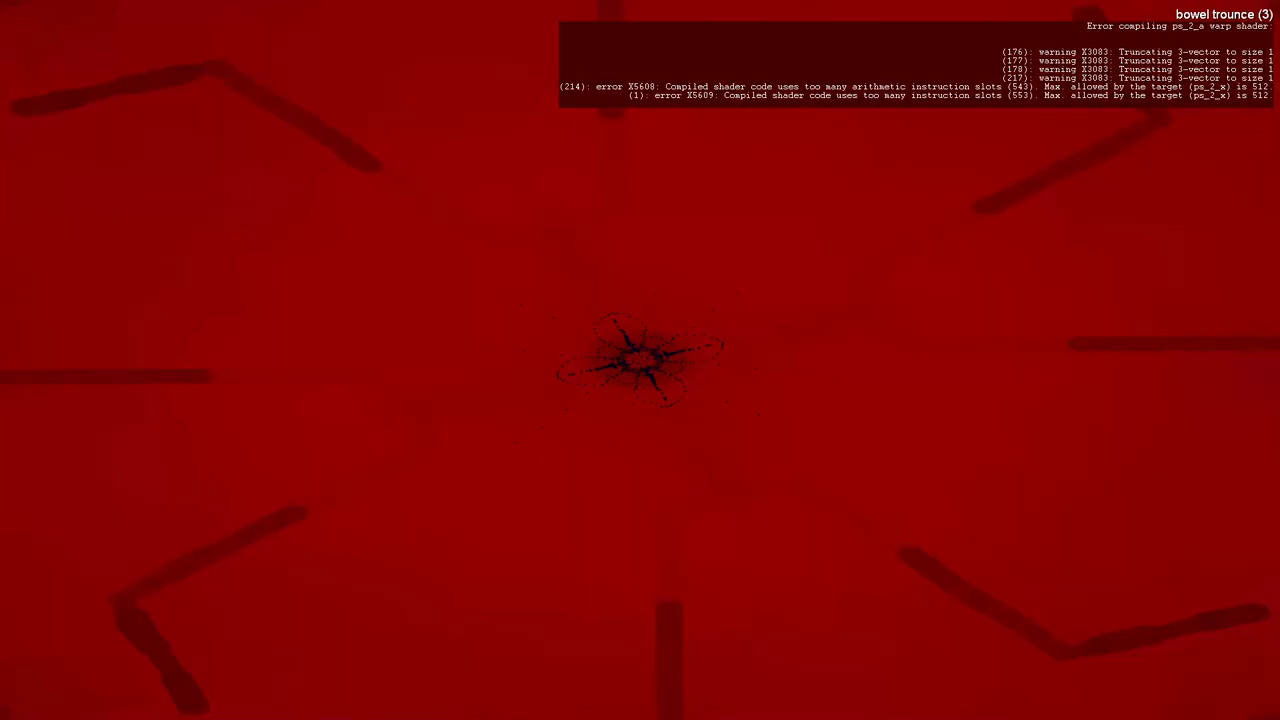 bowel trounce (3)
Error compiling ps_2_a warp shader:
(176): warning X3083: Truncating 3-vector to size 1
(177): warning X3083: Truncating 3-vector to size 1
(178): warning X3083: Truncating 3-vector to size 1
(217): warning X3083: Truncating 3-vector to size 1
(214): error X5608: Compiled shader code uses too many arithmetic instruction slots (543). Max. allowed by the target (ps_2_x) is 512.
(1): error X5609: Compiled shader code uses too many instruction slots (553). Max. allowed by the target (ps_2_x) is 512.